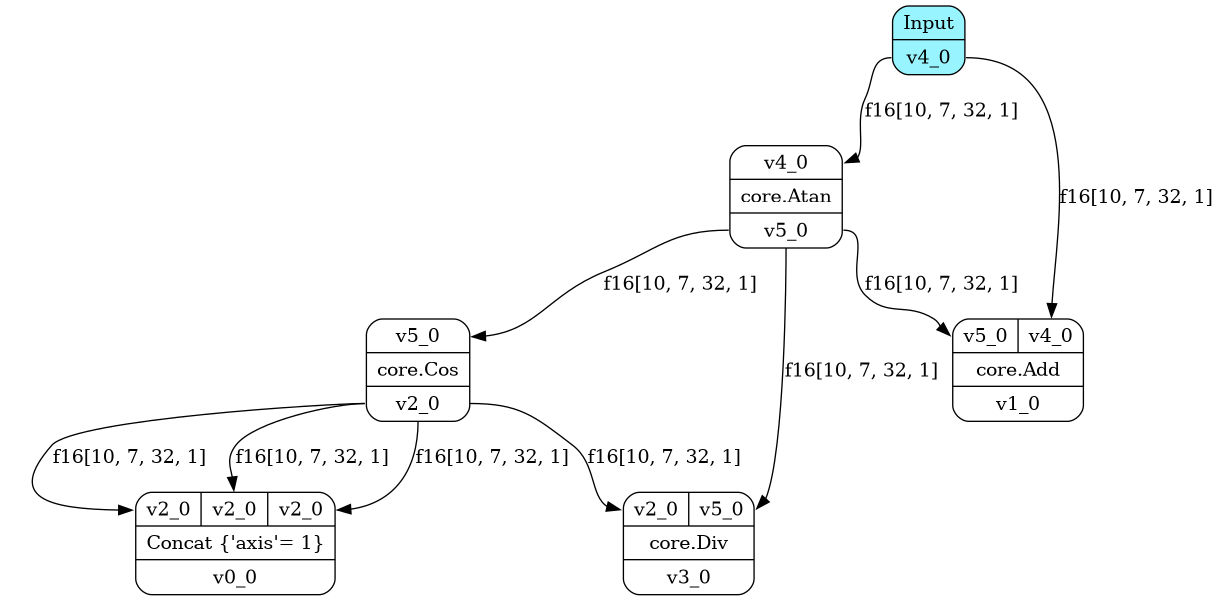 Input
v4_0
f16[10, 7, 32, 1]
v4_0
core.Atan
v5_0
f16[10, 7, 32, 1]
f16[10, 7, 32, 1]
f16[10, 7, 32, 1]
v5_0
core.Cos
v2_0
v5_0 v4_0
core.Add
v1_0
f16[10, 7, 32, 1]
f16[10, 7, 32, 1]
f16[10, 7, 32, 1]
f16[10, 7, 32, 1]
f16[10, 7, 32, 1]
v2_0 v2_0 v2_0
Concat {'axis'= 1}
v0_0
v2_0 v5_0
core.Div
v3_0